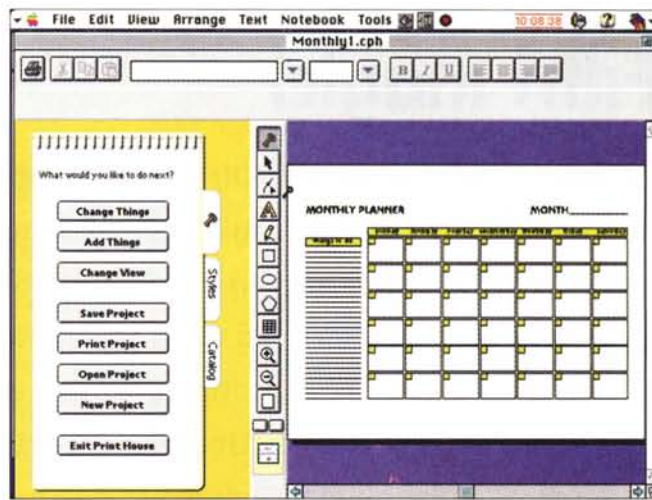 File Edit View Arrange Text Notebook Tools 10:08:38
Monthly1.cph
B I U
What would you like to do next?
Change Things
Add Things
Change View
Save Project
Print Project
Open Project
New Project
Exit Print House
Styles
Catalog
MONTHLY PLANNER MONTH